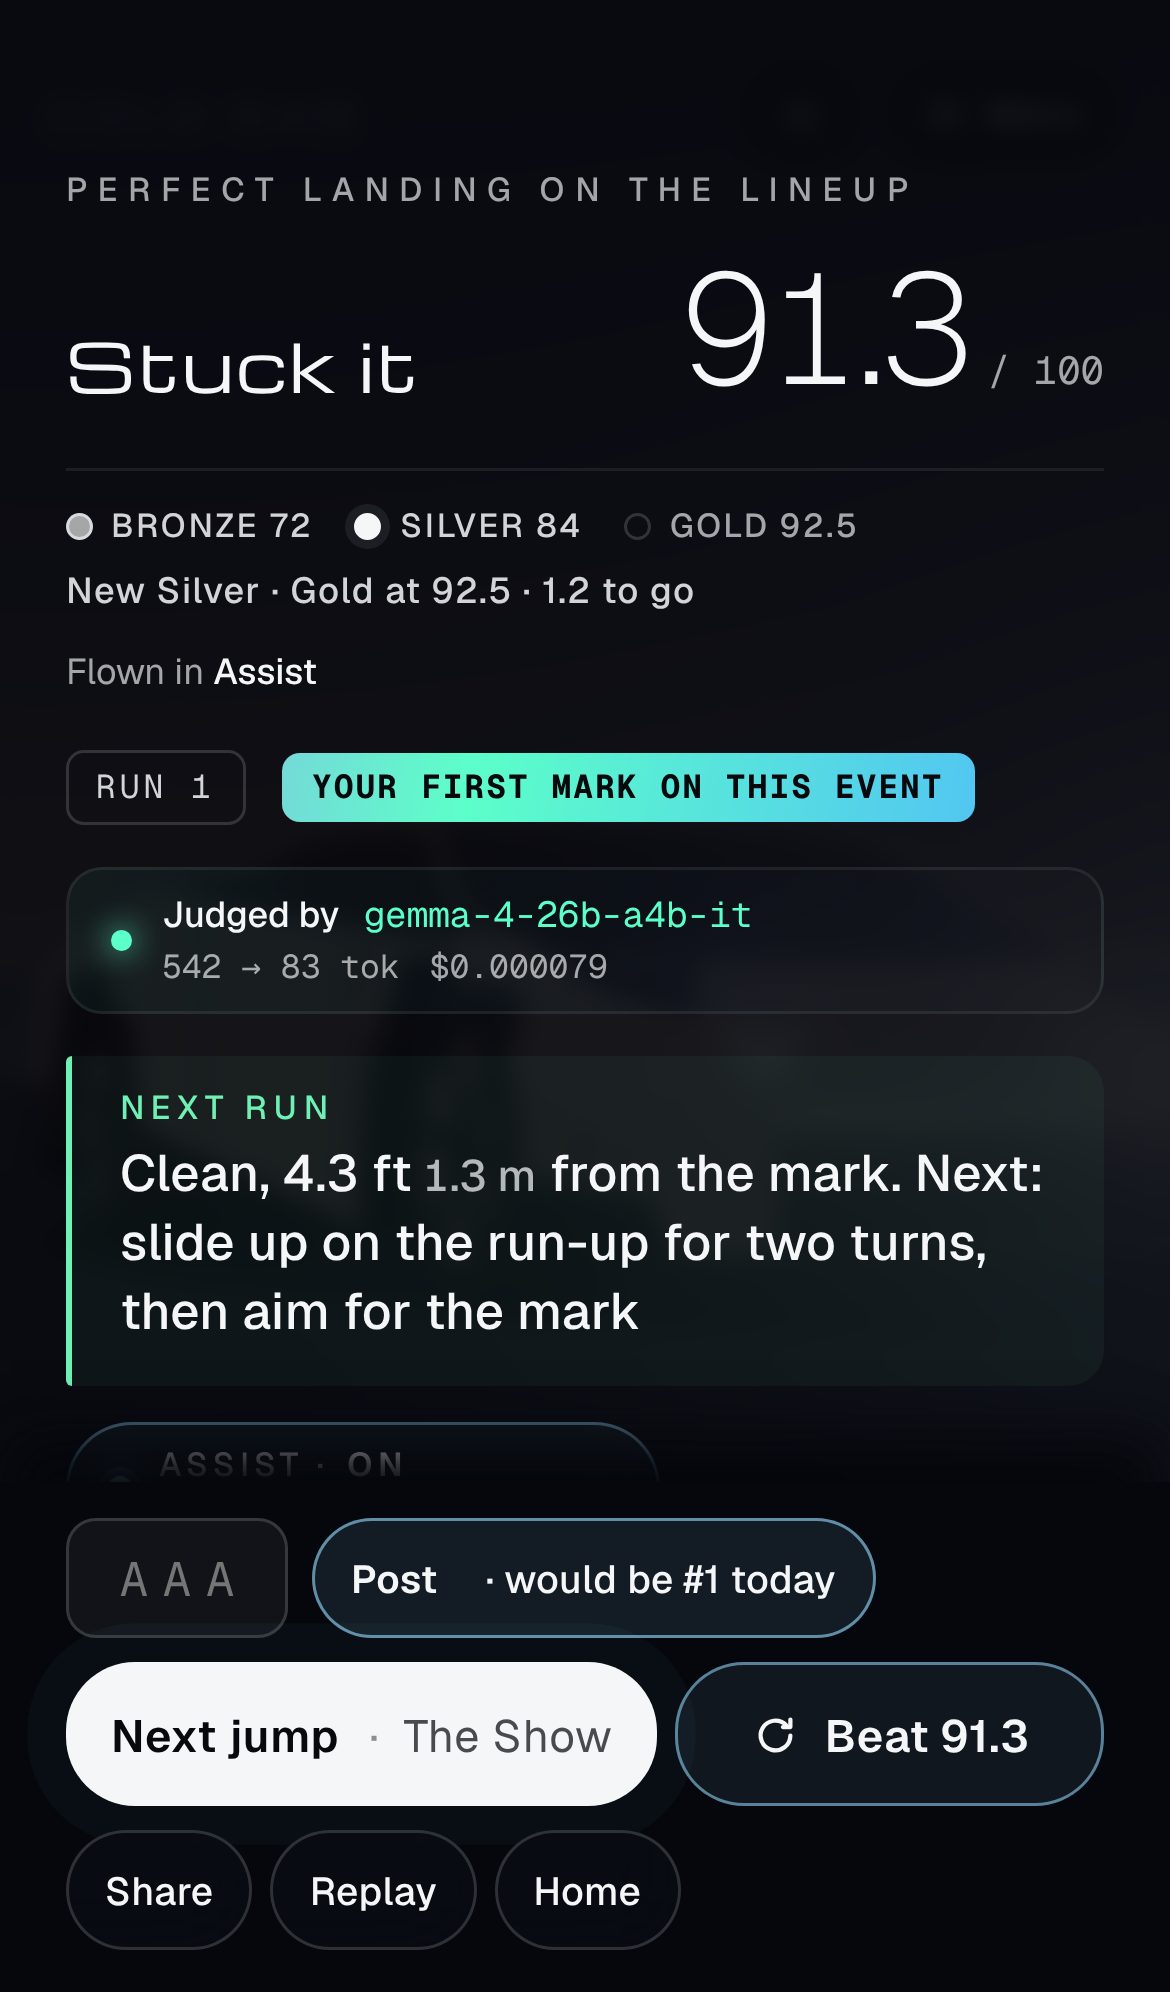 PERFECT LANDING ON THE LINEUP
Stuck it 91.3 / 100
BRONZE 72 SILVER 84 GOLD 92.5
New Silver · Gold at 92.5 · 1.2 to go
Flown in Assist
RUN 1 YOUR FIRST MARK ON THIS EVENT
Judged by gemma-4-26b-a4b-it
542 → 83 tok $0.000079
NEXT RUN
Clean, 4.3 ft 1.3 m from the mark. Next:
slide up on the run-up for two turns,
then aim for the mark
ASSIST · ON
AAA Post · would be #1 today
Next jump · The Show Beat 91.3
Share Replay Home